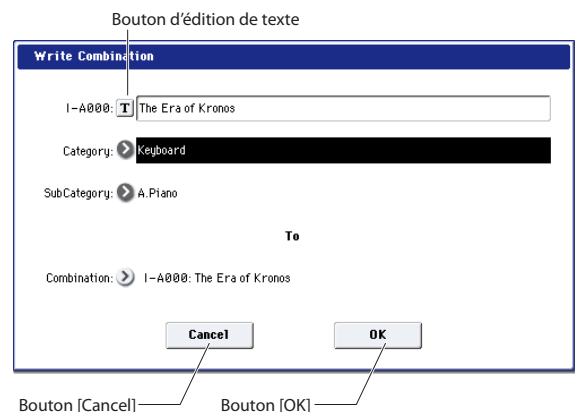 Bouton d’édition de texte
Write Combination
I-A000: T The Era of Kronos
Category: Keyboard
SubCategory: A.Piano
To
Combination: I-A000: The Era of Kronos
Cancel OK
Bouton [Cancel] Bouton [OK]